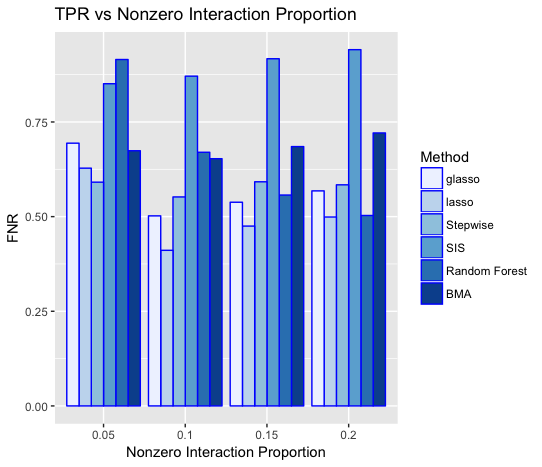 TPR vs Nonzero Interaction Proportion
FNR
0.75
0.50
0.25
0.00
0.05
0.1
0.15
0.2
Nonzero Interaction Proportion
Method
glasso
lasso
Stepwise
SIS
Random Forest
BMA